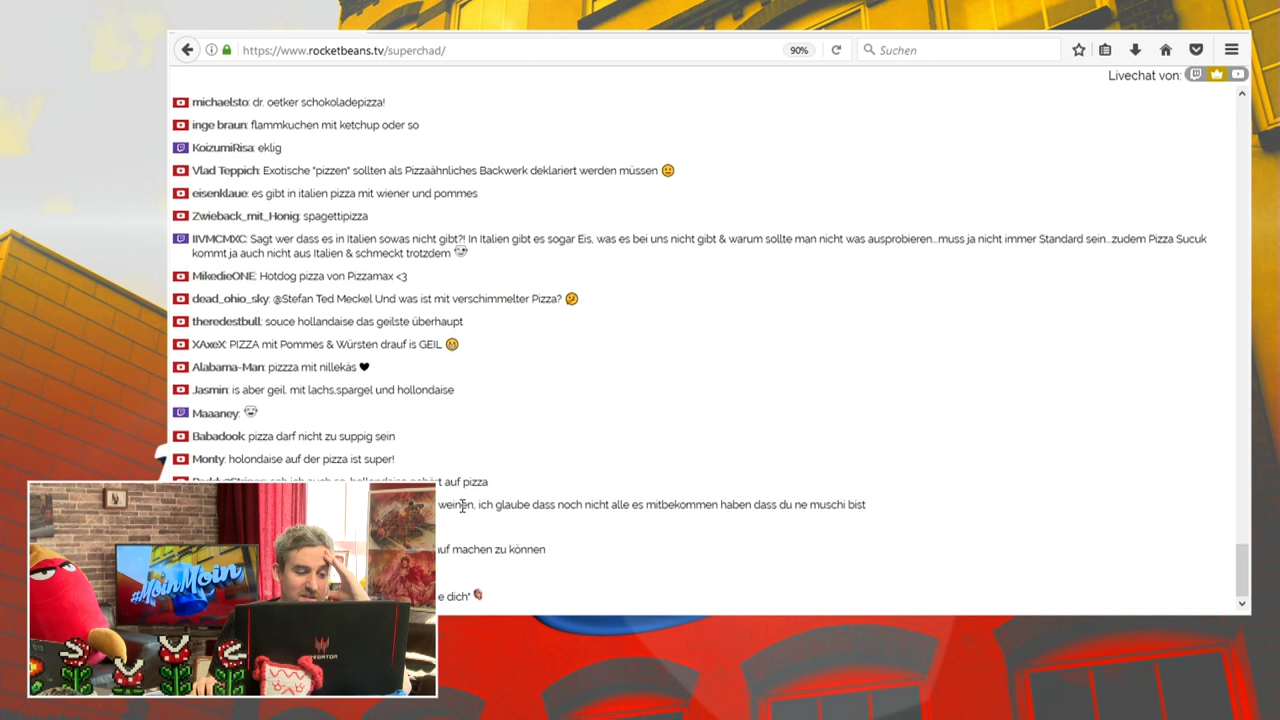 https://www.rocketbeans.tv/superchad/
90%
Suchen
Livechat von:
michaelsto: dr. oetker schokoladepizza!
inge braun: flammkuchen mit ketchup oder so
KoizumiRisa: eklig
Vlad Teppich: Exotische "pizzen" sollten als Pizzaähnliches Backwerk deklariert werden müssen
eisenklaue: es gibt in italien pizza mit wiener und pommes
Zwieback_mit_Honig: spagettipizza
IIVMCMXC: Sagt wer dass es in Italien sowas nicht gibt?! In Italien gibt es sogar Eis, was es bei uns nicht gibt & warum sollte man nicht was ausprobieren...muss ja nicht immer Standard sein...zudem Pizza Sucuk
kommt ja auch nicht aus Italien & schmeckt trotzdem
MikedieONE: Hotdog pizza von Pizzamax <3
dead_ohio_sky: @Stefan Ted Meckel Und was ist mit verschimmelter Pizza?
theredestbull: souce hollandaise das geilste überhaupt
XAxeX: PIZZA mit Pommes & Würsten drauf is GEIL
Alabama-Man: pizzza mit nillekäs
Jasmin: is aber geil. mit lachs,spargel und hollondaise
Maaaney:
Babadook: pizza darf nicht zu suppig sein
Monty: holondaise auf der pizza ist super!
auf pizza
weinen, ich glaube dass noch nicht alle es mitbekommen haben dass du ne muschi bist
machen zu können
e dich"
#MoinMoin
PREDATOR